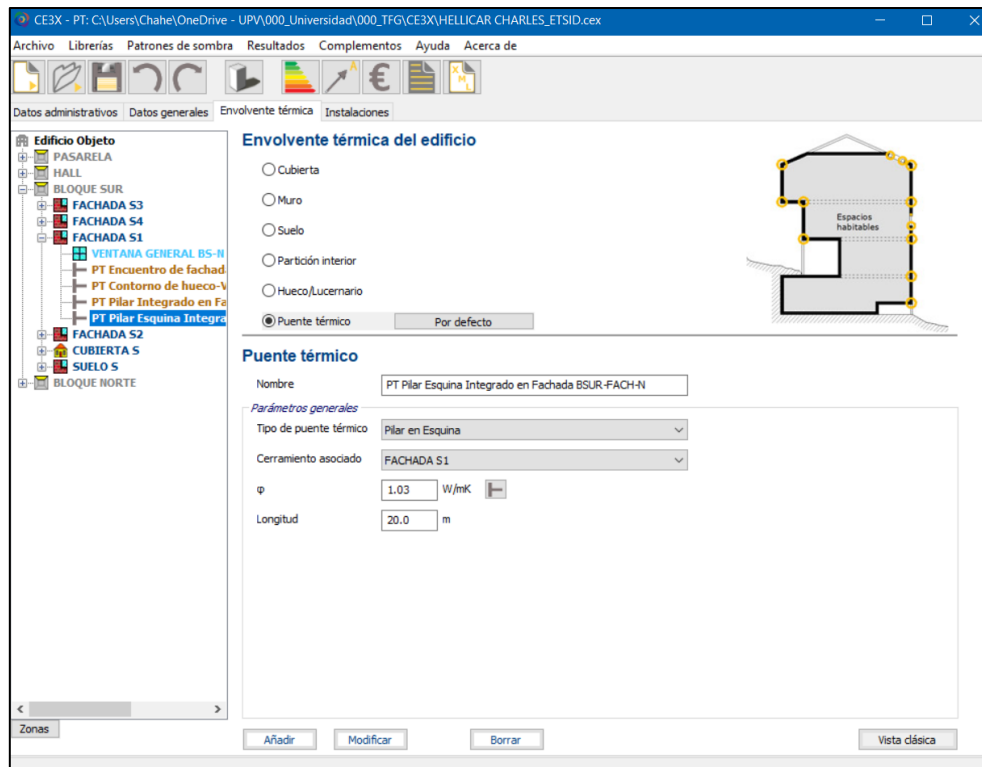 CE3X - PT: C:\Users\Chahe\OneDrive - UPV\000_Universidad\000_TFG\CE3X\HELLICAR CHARLES_ETSID.cex
Archivo Librerías Patrones de sombra Resultados Complementos Ayuda Acerca de
Datos administrativos Datos generales Envolvente térmica Instalaciones
Edificio Objeto
PASARELA
HALL
BLOQUE SUR
FACHADA S3
FACHADA S4
FACHADA S1
VENTANA GENERAL BS-N
PT Encuentro de fachad
PT Contorno de hueco-V
PT Pilar Integrado en Fa
PT Pilar Esquina Integra
FACHADA S2
CUBIERTA S
SUELO S
BLOQUE NORTE
Zonas
Envolvente térmica del edificio
Cubierta
Muro
Suelo
Partición interior
Hueco/Lucernario
Puente térmico Por defecto
Espacios
habitables
Puente térmico
Nombre PT Pilar Esquina Integrado en Fachada BSUR-FACH-N
Parámetros generales
Tipo de puente térmico Pilar en Esquina
Cerramiento asociado FACHADA S1
φ 1.03 W/mK
Longitud 20.0 m
Añadir Modificar Borrar Vista clásica